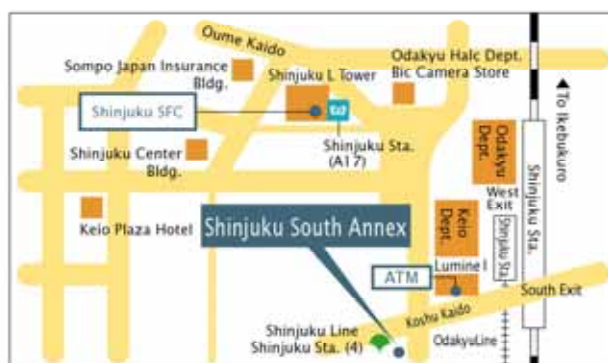 Oume Kaido
Sompo Japan Insurance
Bldg.
Shinjuku L Tower
Odakyu Halc Dept.
Bic Camera Store
To Ikebukuro
Shinjuku SFC
Shinjuku Sta.
(A17)
Shinjuku Center
Bldg.
Odakyu
Dept.
Shinjuku Sta.
West
Exit
Shinjuku Sta.
Keio Plaza Hotel
Shinjuku South Annex
Keio
Dept.
Lumine I
ATM
South Exit
Koshu Kaido
Shinjuku Line
Shinjuku Sta. (4)
OdakyuLine